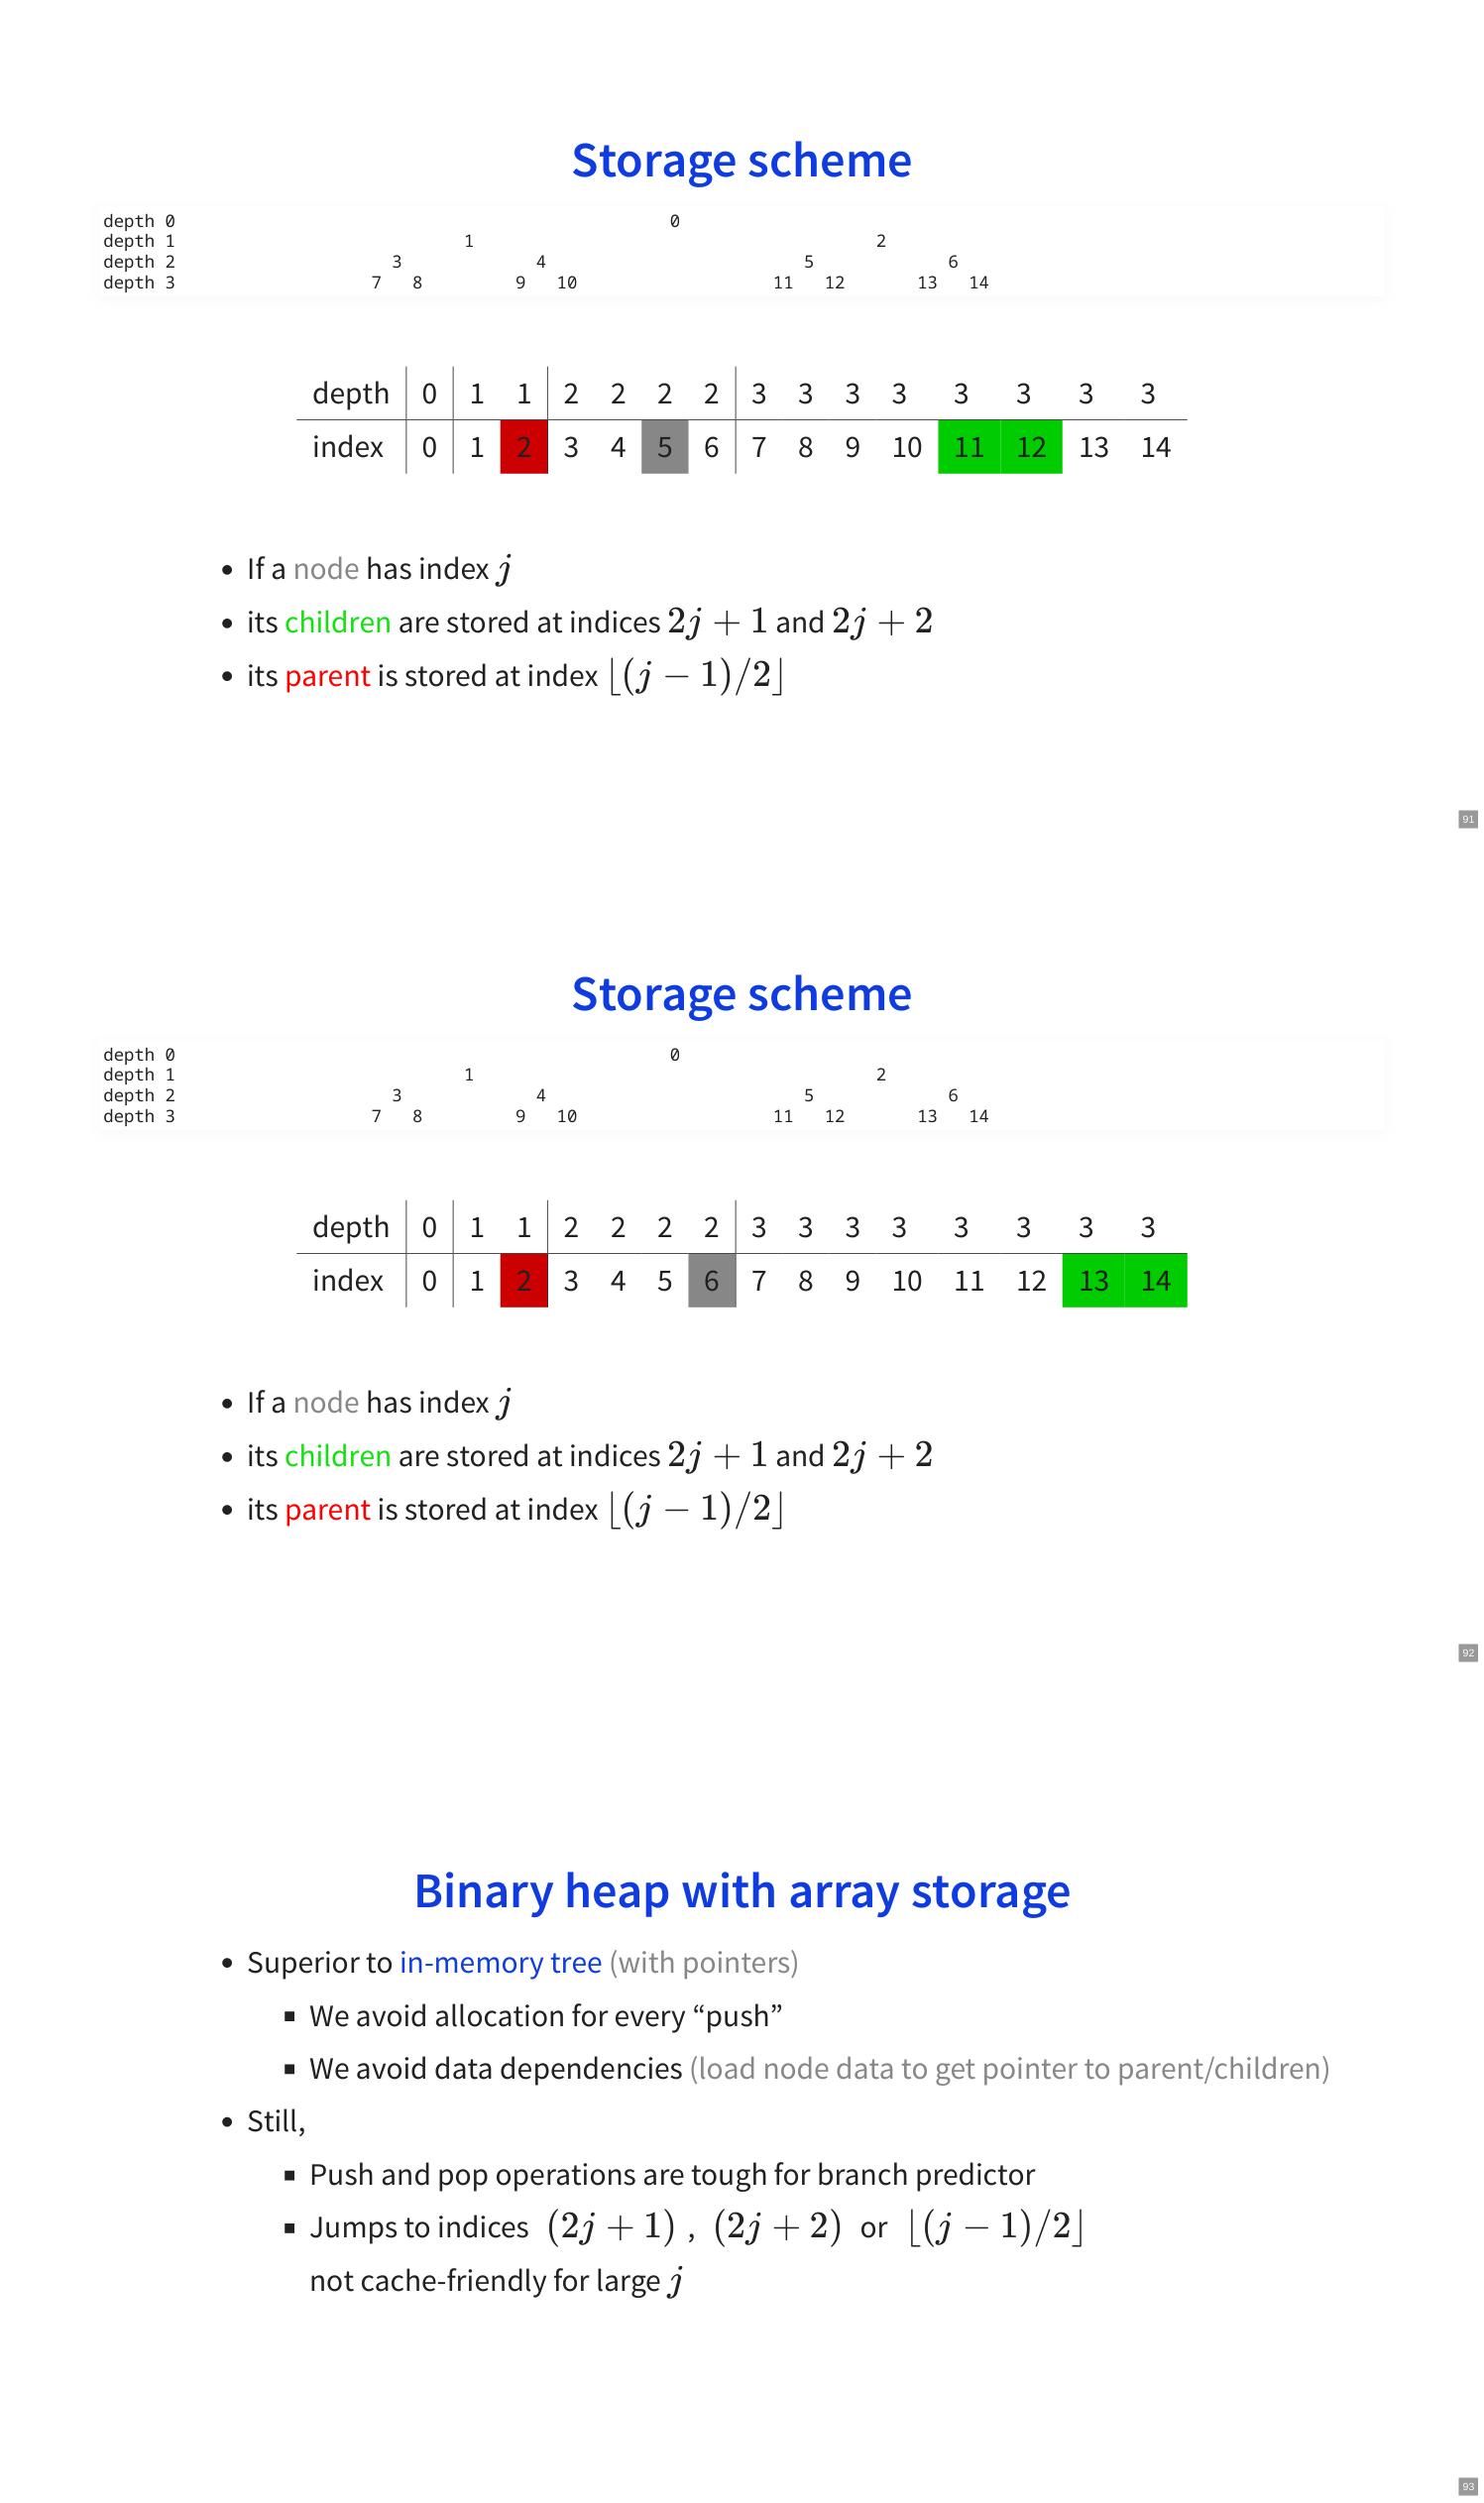 Storage scheme
depth 0 0
depth 1 1 2
depth 2 3 4 5 6
depth 3 7 8 9 10 11 12 13 14
depth 0 1 1 2 2 2 2 3 3 3 3 3 3 3 3
index 0 1 2 3 4 5 6 7 8 9 10 11 12 13 14
• If a node has index j
• its children are stored at indices 2j + 1 and 2j + 2
• its parent is stored at index ⌊(j − 1)/2⌋
91
Storage scheme
depth 0 0
depth 1 1 2
depth 2 3 4 5 6
depth 3 7 8 9 10 11 12 13 14
depth 0 1 1 2 2 2 2 3 3 3 3 3 3 3 3
index 0 1 2 3 4 5 6 7 8 9 10 11 12 13 14
• If a node has index j
• its children are stored at indices 2j + 1 and 2j + 2
• its parent is stored at index ⌊(j − 1)/2⌋
92
Binary heap with array storage
• Superior to in-memory tree (with pointers)
▪ We avoid allocation for every “push”
▪ We avoid data dependencies (load node data to get pointer to parent/children)
• Still,
▪ Push and pop operations are tough for branch predictor
▪ Jumps to indices (2j + 1) , (2j + 2) or ⌊(j − 1)/2⌋
not cache-friendly for large j
93